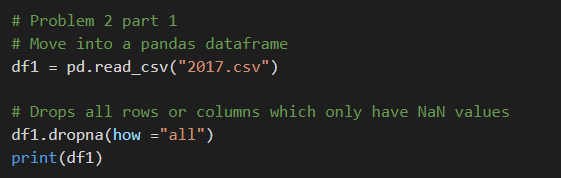 # Problem 2 part 1
# Move into a pandas dataframe
df1 = pd.read_csv("2017.csv")
# Drops all rows or columns which only have NaN values
df1.dropna(how ="all")
print(df1)